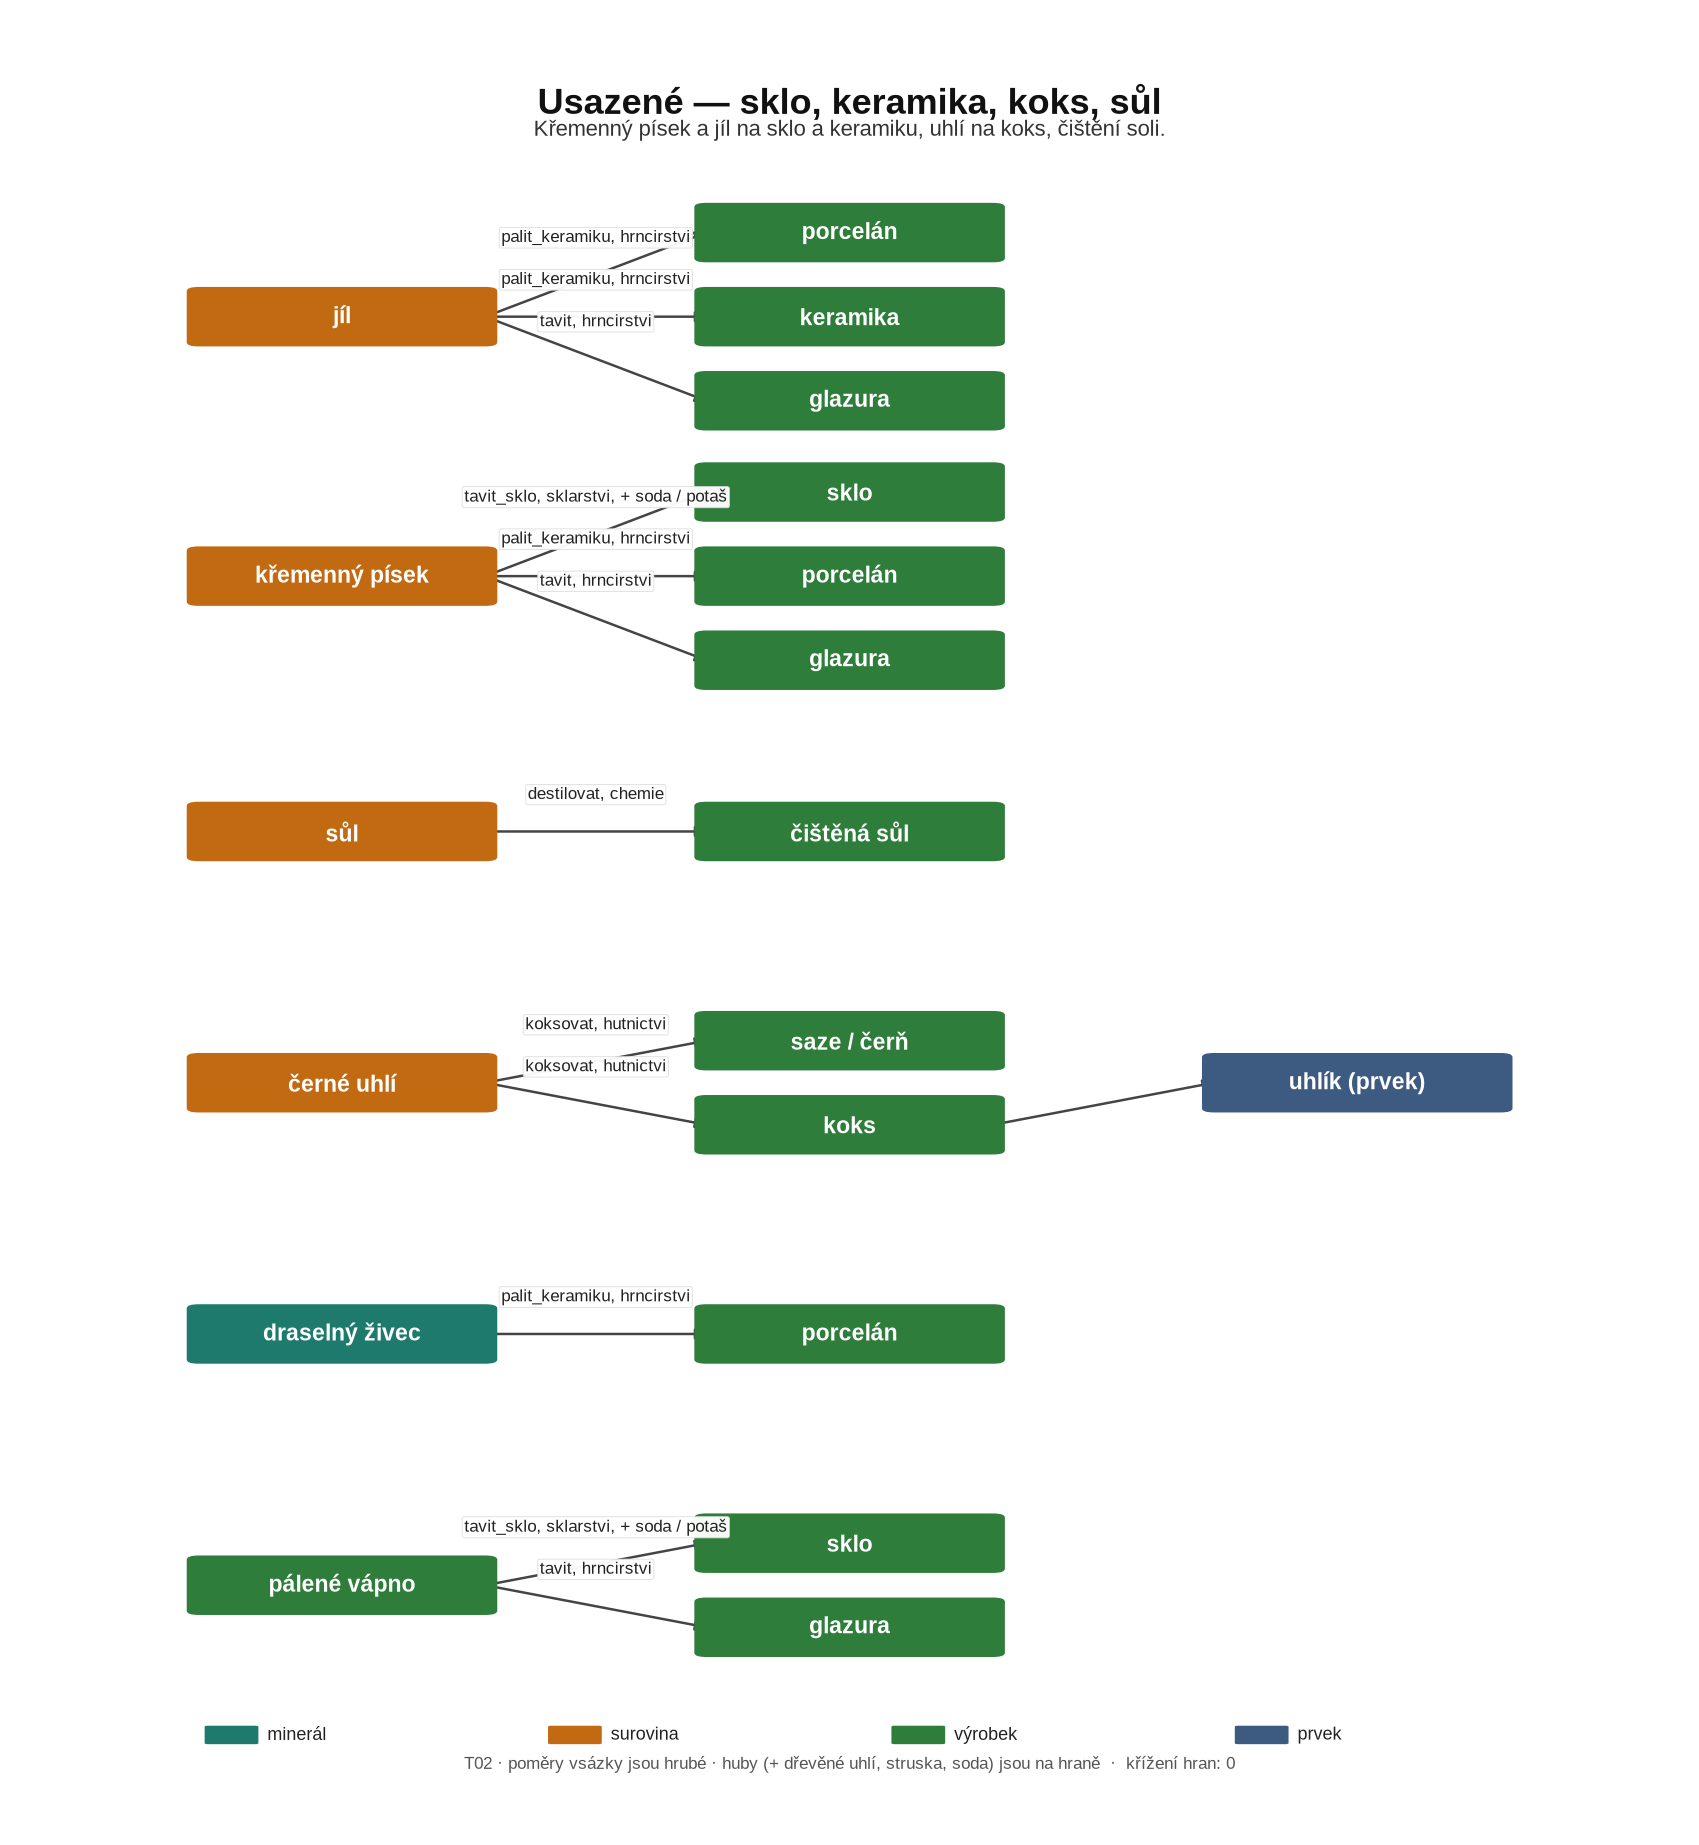 Usazené — sklo, keramika, koks, sůl
Křemenný písek a jíl na sklo a keramiku, uhlí na koks, čištění soli.
porcelán
palit_keramiku, hrncirstvi
palit_keramiku, hrncirstvi
jíl
keramika
tavit, hrncirstvi
glazura
sklo
tavit_sklo, sklarstvi, + soda / potaš
palit_keramiku, hrncirstvi
křemenný písek
porcelán
tavit, hrncirstvi
glazura
destilovat, chemie
sůl
čištěná sůl
koksovat, hutnictvi
saze / čerň
koksovat, hutnictvi
černé uhlí
uhlík (prvek)
koks
palit_keramiku, hrncirstvi
draselný živec
porcelán
tavit_sklo, sklarstvi, + soda / potaš
sklo
tavit, hrncirstvi
pálené vápno
glazura
minerál
surovina
výrobek
prvek
T02 · poměry vsázky jsou hrubé · huby (+ dřevěné uhlí, struska, soda) jsou na hraně · křížení hran: 0